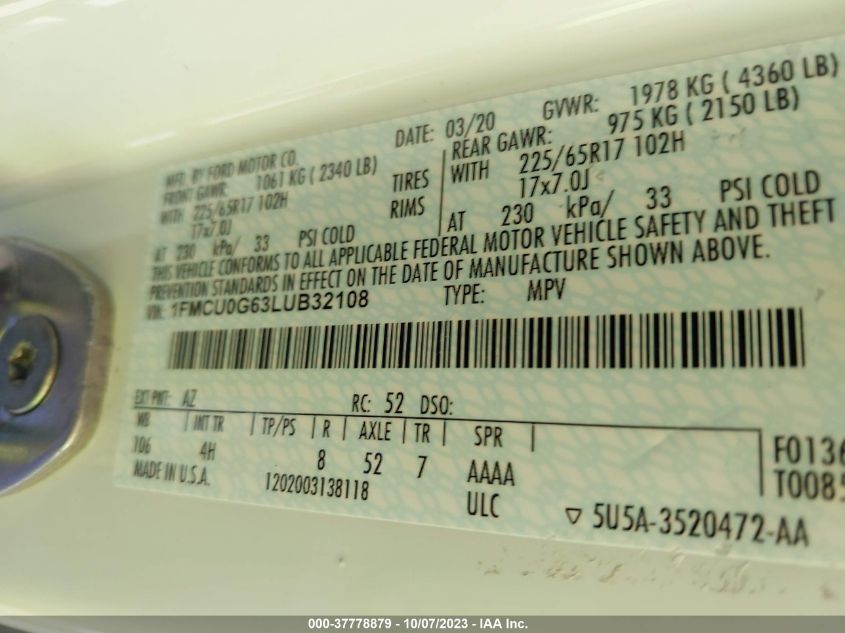 MFD. BY FORD MOTOR CO.
DATE: 03/20
GVWR: 1978 KG ( 4360 LB)
FRONT GAWR: 1061 KG ( 2340 LB)
REAR GAWR: 975 KG ( 2150 LB)
WITH 225/65R17 102H
TIRES
WITH 225/65R17 102H
17x7.0J
RIMS
17x7.0J
AT 230 kPa/ 33 PSI COLD
AT 230 kPa/ 33 PSI COLD
THIS VEHICLE CONFORMS TO ALL APPLICABLE FEDERAL MOTOR VEHICLE SAFETY AND THEFT
PREVENTION STANDARDS IN EFFECT ON THE DATE OF MANUFACTURE SHOWN ABOVE.
VIN: 1FMCU0G63LUB32108
TYPE: MPV
EXT PNT: AZ RC: 52 DSO:
WB INT TR TP/PS R AXLE TR SPR
106 4H 8 52 7 AAAA
MADE IN U.S.A. 1202003138118 ULC
F0136
T0085
▽ 5U5A-3520472-AA
000-37778879 - 10/07/2023 - IAA Inc.